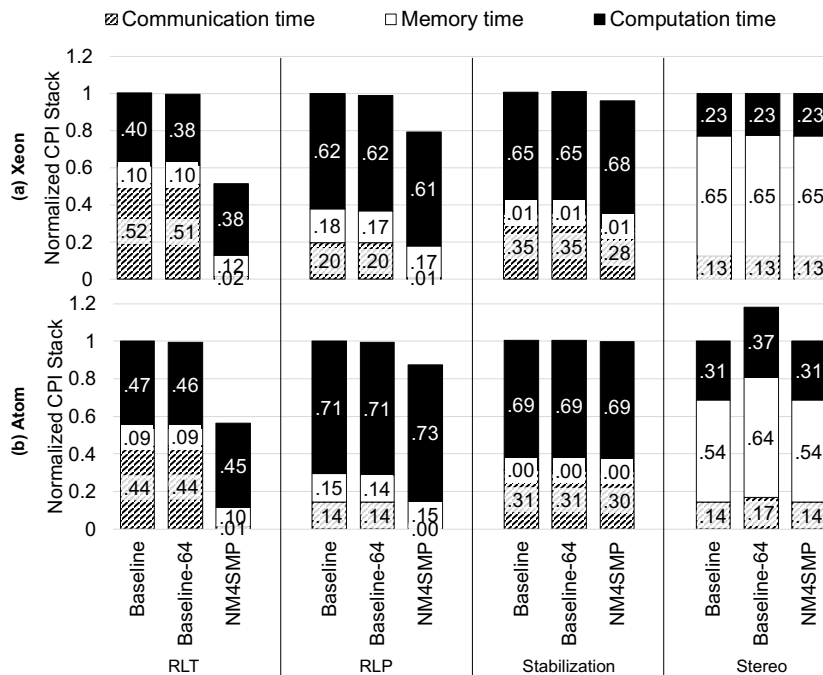 Communication time Memory time Computation time
(a) Xeon
Normalized CPI Stack
1.2
1
0.8
0.6
0.4
0.2
0
.40 .38 .38
.10 .10 .12
.52 .51 .02
.62 .62 .61
.18 .17 .17
.20 .20 .01
.65 .65 .68
.01 .01 .01
.35 .35 .28
.23 .23 .23
.65 .65 .65
.13 .13 .13
(b) Atom
Normalized CPI Stack
1.2
1
0.8
0.6
0.4
0.2
0
.47 .46 .45
.09 .09 .10
.44 .44 .01
.71 .71 .73
.15 .14 .15
.14 .14 .00
.69 .69 .69
.00 .00 .00
.31 .31 .30
.31 .37 .31
.54 .64 .54
.14 .17 .14
Baseline
Baseline-64
NM4SMP
Baseline
Baseline-64
NM4SMP
Baseline
Baseline-64
NM4SMP
Baseline
Baseline-64
NM4SMP
RLT RLP Stabilization Stereo